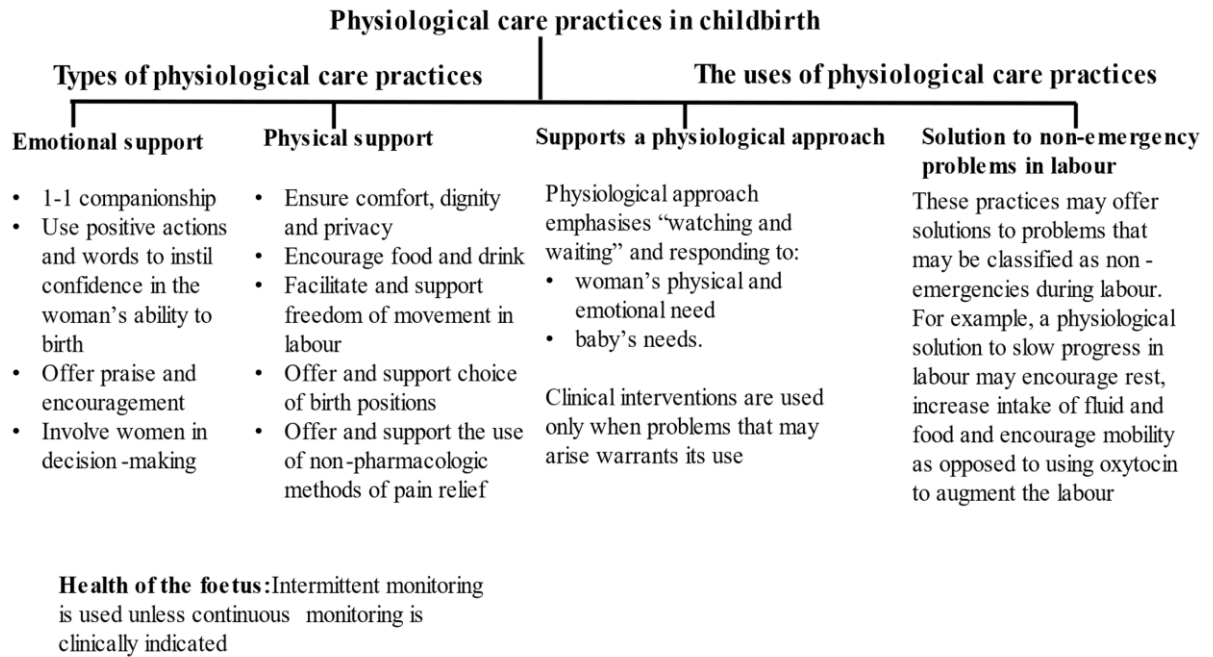 Physiological care practices in childbirth
Types of physiological care practices
The uses of physiological care practices
Emotional support
• 1-1 companionship
• Use positive actions
and words to instil
confidence in the
woman's ability to
birth
• Offer praise and
encouragement
• Involve women in
decision-making
Physical support
• Ensure comfort, dignity
and privacy
• Encourage food and drink
• Facilitate and support
freedom of movement in
labour
• Offer and support choice
of birth positions
• Offer and support the use
of non-pharmacologic
methods of pain relief
Supports a physiological approach
Physiological approach
emphasises “watching and
waiting” and responding to:
• woman's physical and
emotional need
• baby's needs.
Clinical interventions are used
only when problems that may
arise warrants its use
Solution to non-emergency
problems in labour
These practices may offer
solutions to problems that
may be classified as non -
emergencies during labour.
For example, a physiological
solution to slow progress in
labour may encourage rest,
increase intake of fluid and
food and encourage mobility
as opposed to using oxytocin
to augment the labour
Health of the foetus:Intermittent monitoring
is used unless continuous monitoring is
clinically indicated